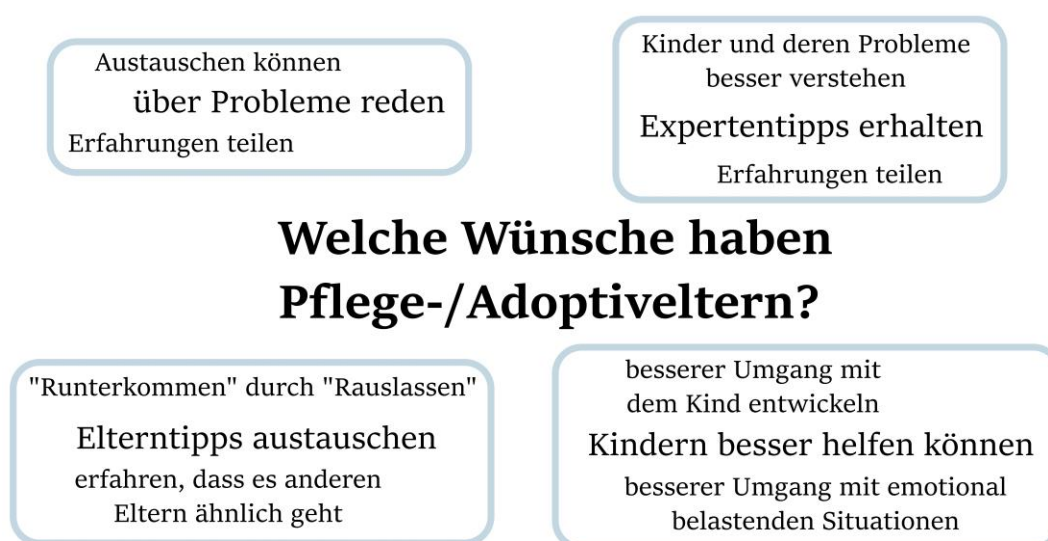 Austauschen können
über Probleme reden
Erfahrungen teilen
Kinder und deren Probleme
besser verstehen
Expertentipps erhalten
Erfahrungen teilen
Welche Wünsche haben
Pflege-/Adoptiveltern?
"Runterkommen" durch "Rauslassen"
Elterntipps austauschen
erfahren, dass es anderen
Eltern ähnlich geht
besserer Umgang mit
dem Kind entwickeln
Kindern besser helfen können
besserer Umgang mit emotional
belastenden Situationen